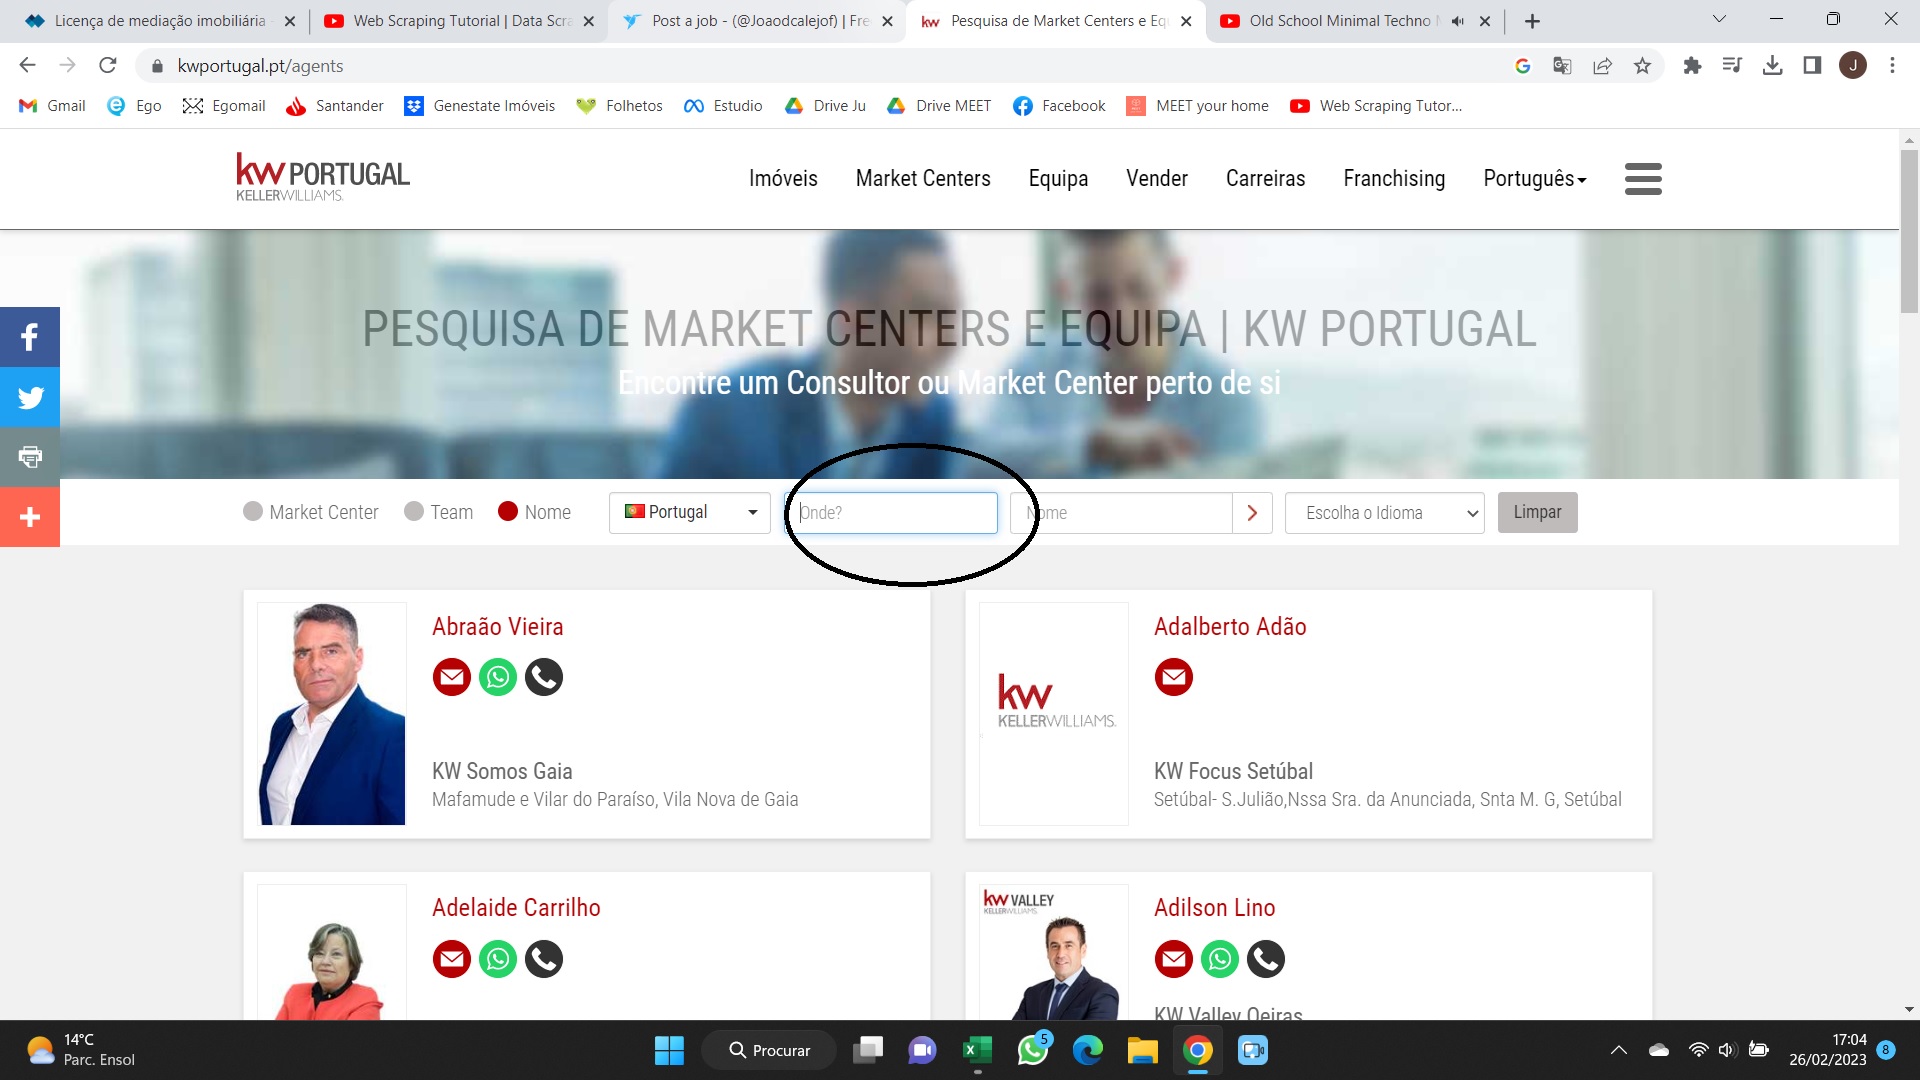 Licença de mediação imobiliária
Web Scraping Tutorial | Data Scra
Post a job - (@Joaodcalejof) | Fre
Pesquisa de Market Centers e Eq
Old School Minimal Techno
kwportugal.pt/agents
J
Gmail
Ego
Egomail
Santander
Genestate Imóveis
Folhetos
Estudio
Drive Ju
Drive MEET
Facebook
MEET your home
Web Scraping Tutor...
kw PORTUGAL
KELLERWILLIAMS.
Imóveis
Market Centers
Equipa
Vender
Carreiras
Franchising
Português
PESQUISA DE MARKET CENTERS E EQUIPA | KW PORTUGAL
Encontre um Consultor ou Market Center perto de si
Market Center
Team
Nome
Portugal
Onde?
Nome
Escolha o Idioma
Limpar
Abraão Vieira
KW Somos Gaia
Mafamude e Vilar do Paraíso, Vila Nova de Gaia
kw
KELLERWILLIAMS.
Adalberto Adão
KW Focus Setúbal
Setúbal- S.Julião,Nssa Sra. da Anunciada, Snta M. G, Setúbal
Adelaide Carrilho
kw VALLEY
KELLERWILLIAMS
Adilson Lino
KW Valley Oeiras
14°C
Parc. Ensol
Procurar
5
17:04
26/02/2023
8